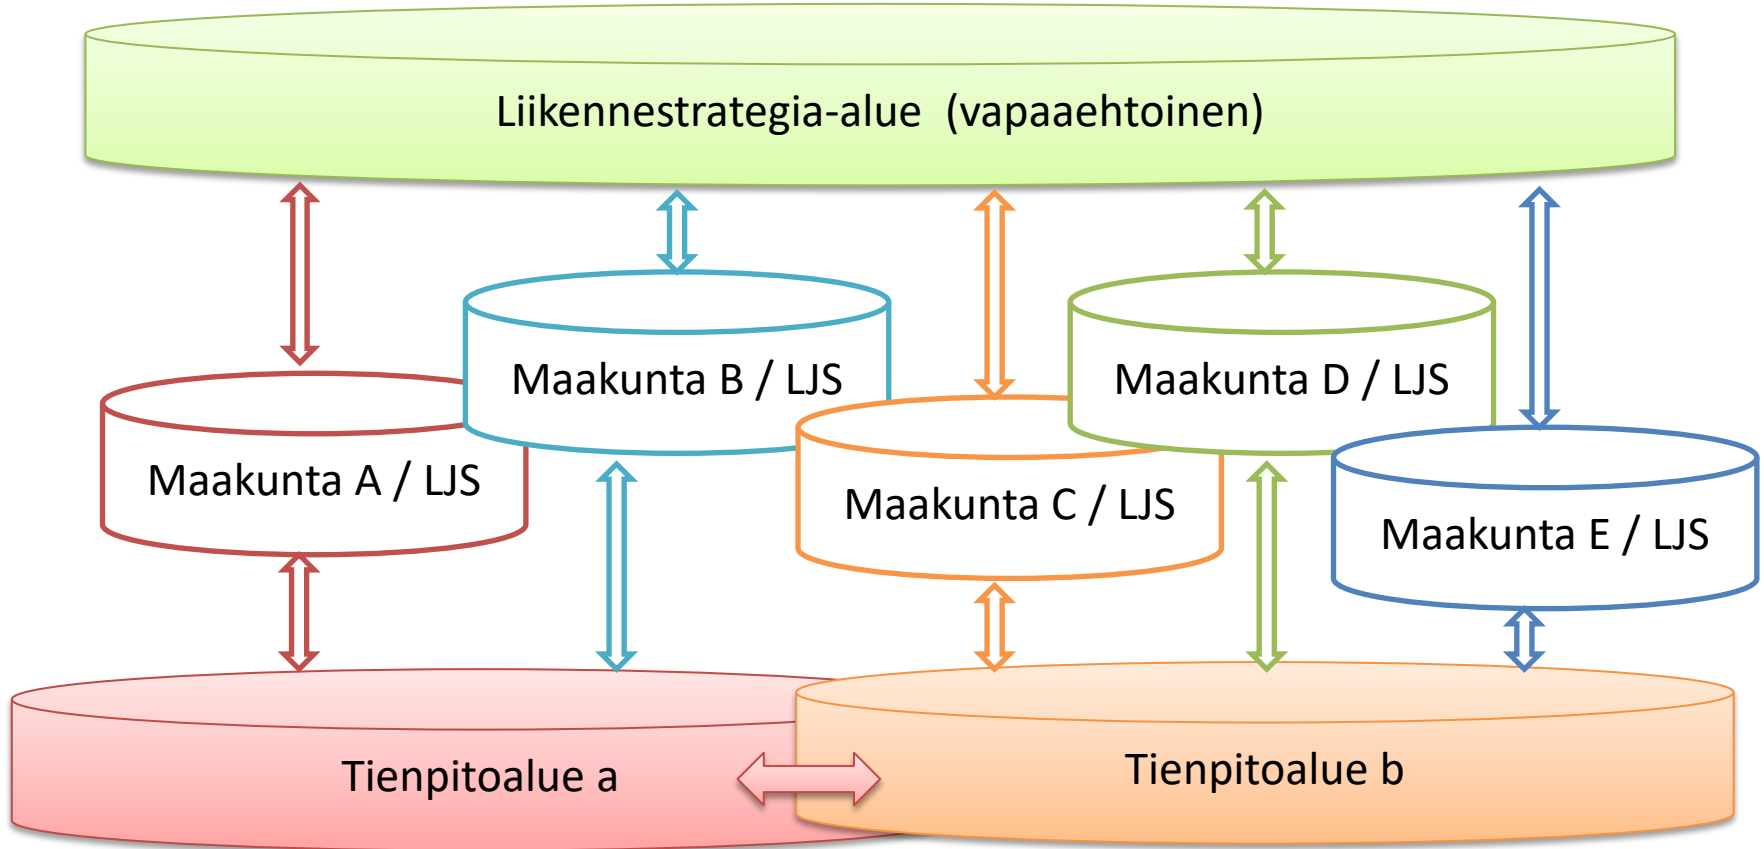 Liikennestrategia-alue  (vapaaehtoinen)
Maakunta B / LJS
Maakunta D / LJS
Maakunta A / LJS
Maakunta C / LJS
Maakunta E / LJS
Tienpitoalue a
Tienpitoalue b